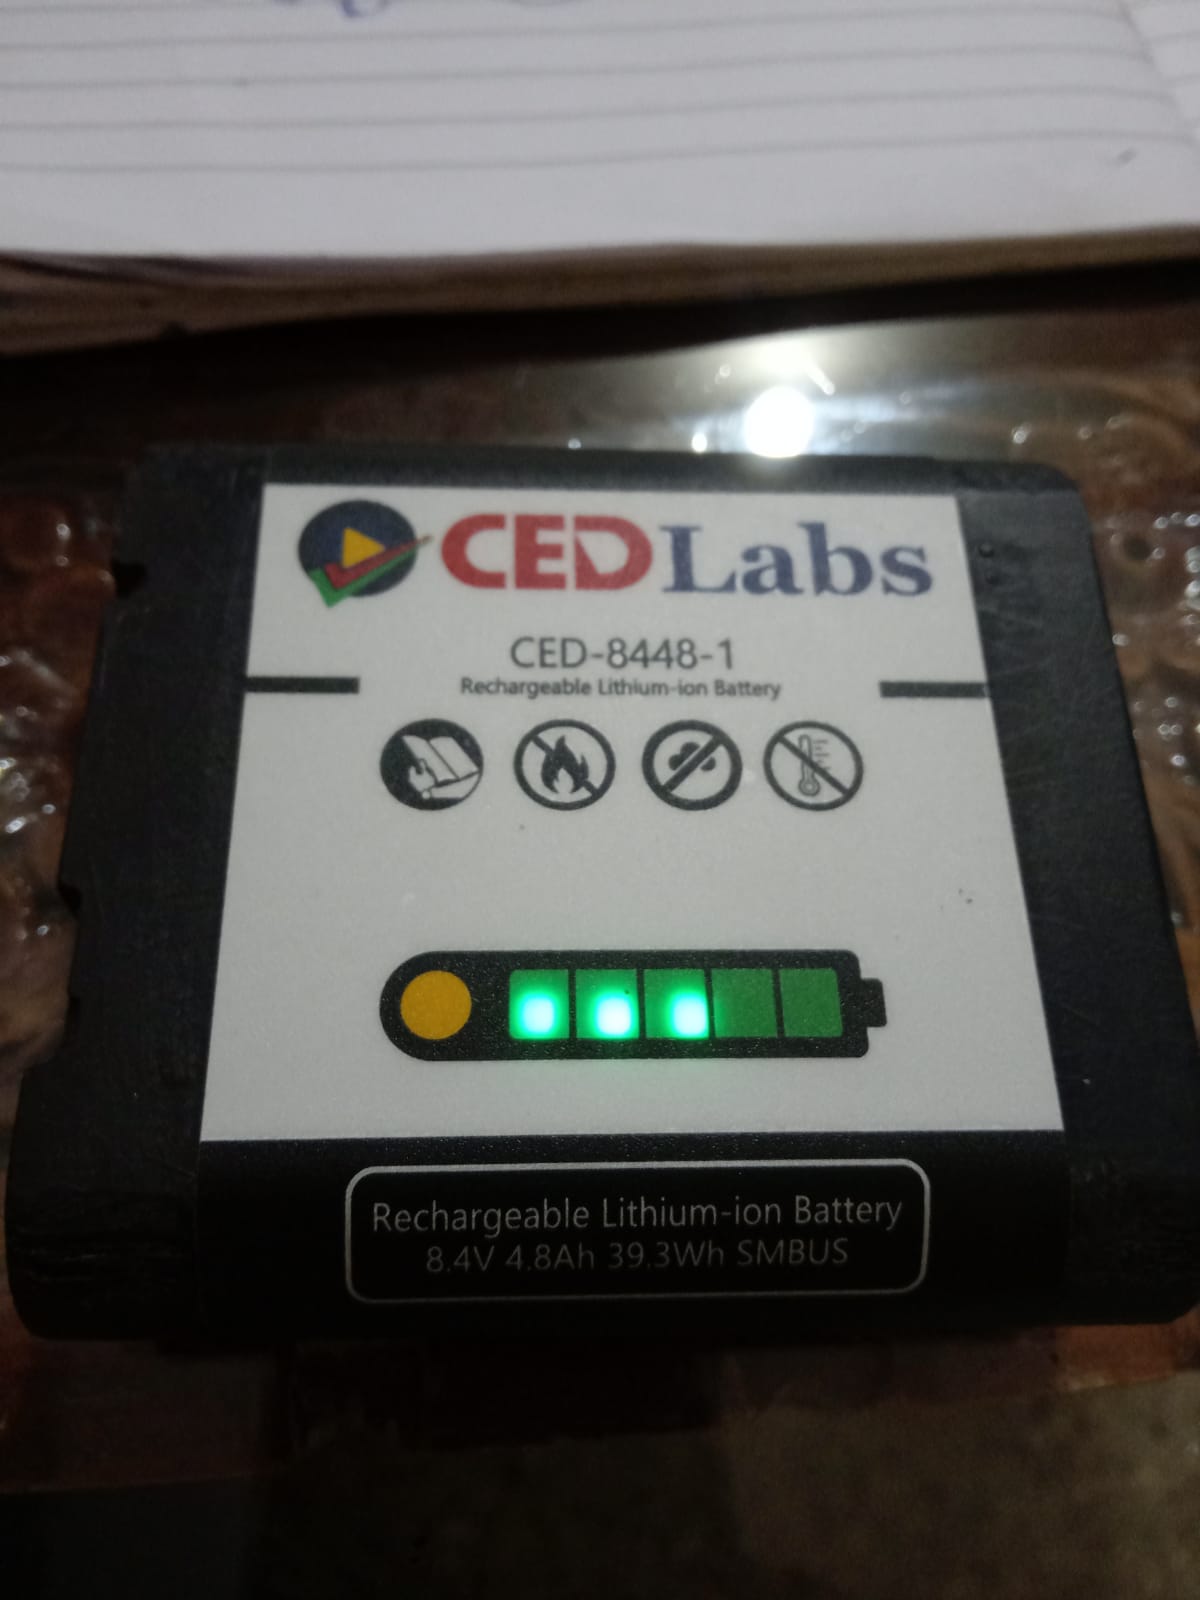 CEDLabs
CED-8448-1
Rechargeable Lithium-ion Battery
Rechargeable Lithium-ion Battery
8.4V 4.8Ah 39.3Wh SMBUS